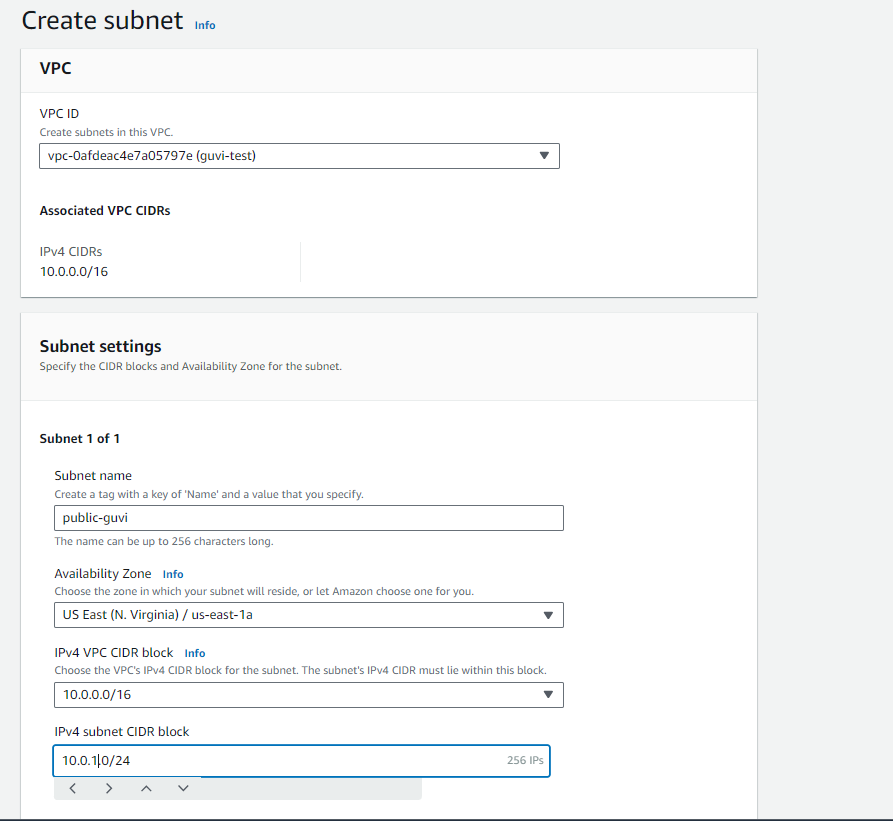 Create subnet Info
VPC
VPC ID
Create subnets in this VPC.
vpc-0afdeac4e7a05797e (guvi-test)
Associated VPC CIDRs
IPv4 CIDRs
10.0.0.0/16
Subnet settings
Specify the CIDR blocks and Availability Zone for the subnet.
Subnet 1 of 1
Subnet name
Create a tag with a key of 'Name' and a value that you specify.
public-guvi
The name can be up to 256 characters long.
Availability Zone Info
Choose the zone in which your subnet will reside, or let Amazon choose one for you.
US East (N. Virginia) / us-east-1a
IPv4 VPC CIDR block Info
Choose the VPC's IPv4 CIDR block for the subnet. The subnet's IPv4 CIDR must lie within this block.
10.0.0.0/16
IPv4 subnet CIDR block
10.0.1.0/24 256 IPs